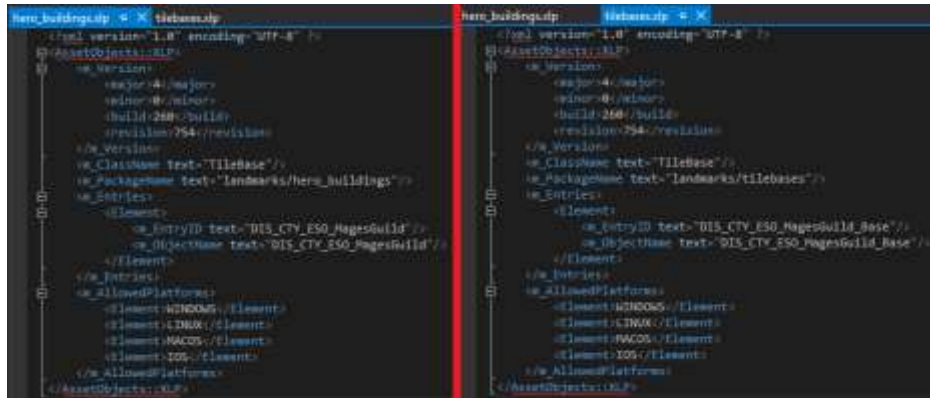 hero_buildings.xlp
tilebases.xlp
<?xml version="1.0" encoding="UTF-8" ?>
<AssetObjects::XLP>
<m_Version>
<major>4</major>
<minor>0</minor>
<build>260</build>
<revision>754</revision>
</m_Version>
<m_ClassName text="TileBase"/>
<m_PackageName text="landmarks/hero_buildings"/>
<m_Entries>
<Element>
<m_EntryID text="DIS_CTY_ESO_MagesGuild"/>
<m_ObjectName text="DIS_CTY_ESO_MagesGuild"/>
</Element>
</m_Entries>
<m_AllowedPlatforms>
<Element>WINDOWS</Element>
<Element>LINUX</Element>
<Element>MACOS</Element>
<Element>IOS</Element>
</m_AllowedPlatforms>
</AssetObjects::XLP>
hero_buildings.xlp
tilebases.xlp
<?xml version="1.0" encoding="UTF-8" ?>
<AssetObjects::XLP>
<m_Version>
<major>4</major>
<minor>0</minor>
<build>260</build>
<revision>754</revision>
</m_Version>
<m_ClassName text="TileBase"/>
<m_PackageName text="landmarks/tilebases"/>
<m_Entries>
<Element>
<m_EntryID text="DIS_CTY_ESO_MagesGuild_Base"/>
<m_ObjectName text="DIS_CTY_ESO_MagesGuild_Base"/>
</Element>
</m_Entries>
<m_AllowedPlatforms>
<Element>WINDOWS</Element>
<Element>LINUX</Element>
<Element>MACOS</Element>
<Element>IOS</Element>
</m_AllowedPlatforms>
</AssetObjects::XLP>